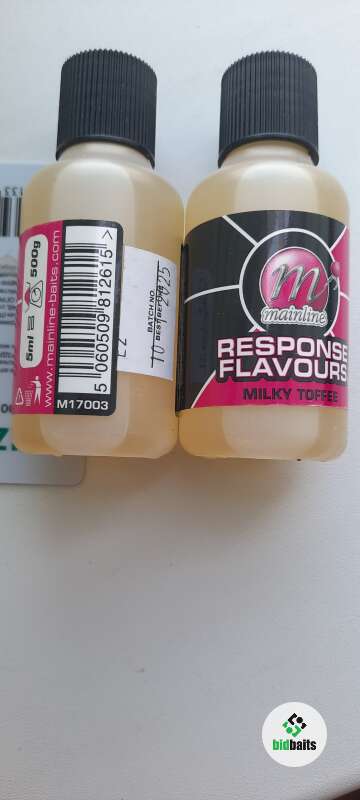 5ml
500g
www.mainline-baits.com
5 060509 812615 >
M17003
BATCH NO.
BEST BEFORE
2025
m
mainline
RESPONSE
FLAVOURS
MILKY TOFFEE
bidbaits